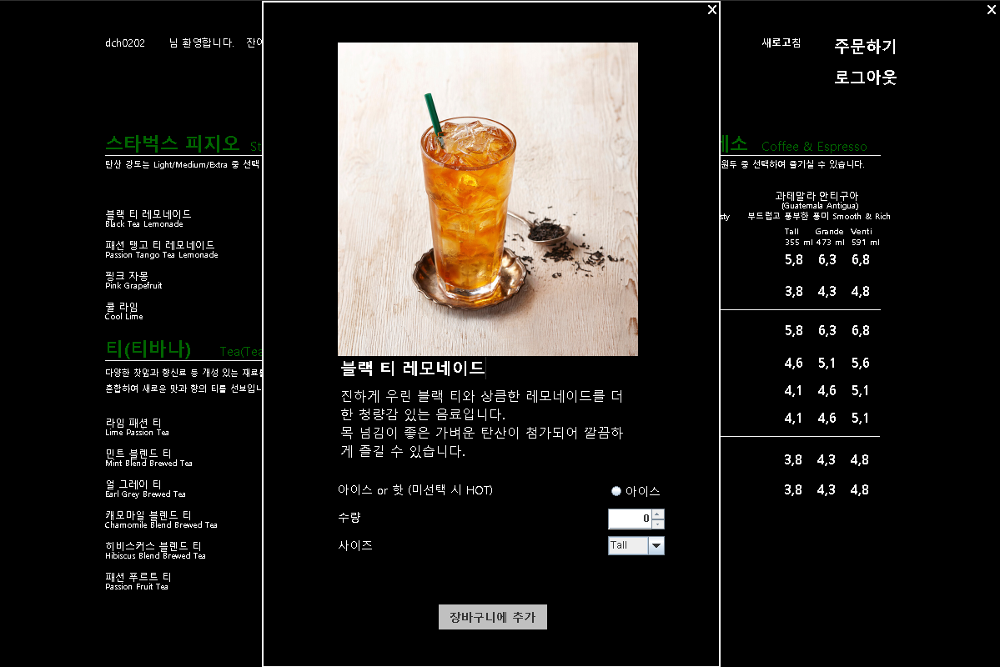 dch0202 님 환영합니다.
새로고침
주문하기
로그아웃
스타벅스 피지오
탄산 강도는 Light/Medium/Extra 중 선택
블랙 티 레모네이드
Black Tea Lemonade
패션 탱고 티 레모네이드
Passion Tango Tea Lemonade
핑크 자몽
Pink Grapefruit
쿨 라임
Cool Lime
티(티바나) Tea(Tea
다양한 찻잎과 향신료 등 개성 있는 재료를
혼합하여 새로운 맛과 향의 티를 선보입니
라임 패션 티
Lime Passion Tea
민트 블렌드 티
Mint Blend Brewed Tea
얼 그레이 티
Earl Grey Brewed Tea
캐모마일 블렌드 티
Chamomile Blend Brewed Tea
히비스커스 블렌드 티
Hibiscus Blend Brewed Tea
패션 푸르트 티
Passion Fruit Tea
블랙 티 레모네이드
진하게 우린 블랙 티와 상큼한 레모네이드를 더
한 청량감 있는 음료입니다.
목 넘김이 좋은 가벼운 탄산이 첨가되어 깔끔하
게 즐길 수 있습니다.
아이스 or 핫 (미선택 시 HOT) 아이스
수량 0
사이즈 Tall
장바구니에 추가
Coffee & Espresso
원두 중 선택하여 즐기실 수 있습니다.
과테말라 안티구아
(Guatemala Antigua)
부드럽고 풍부한 풍미 Smooth & Rich
Tall Grande Venti
355 ml 473 ml 591 ml
5,8 6,3 6,8
3,8 4,3 4,8
5,8 6,3 6,8
4,6 5,1 5,6
4,1 4,6 5,1
4,1 4,6 5,1
3,8 4,3 4,8
3,8 4,3 4,8